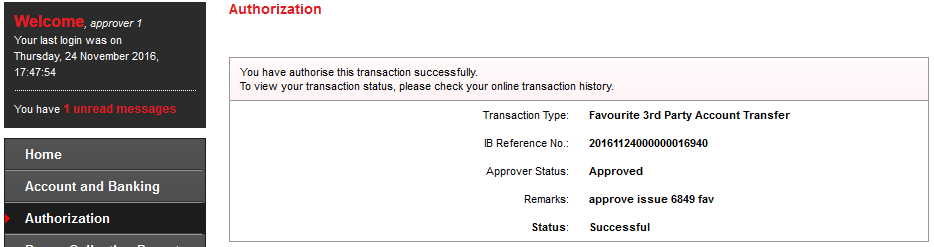 Welcome, approver 1
Your last login was on
Thursday, 24 November 2016,
17:47:54
You have 1 unread messages
Home
Account and Banking
Authorization
Authorization
You have authorise this transaction successfully.
To view your transaction status, please check your online transaction history.
Transaction Type: Favourite 3rd Party Account Transfer
IB Reference No.: 20161124000000016940
Approver Status: Approved
Remarks: approve issue 6849 fav
Status: Successful